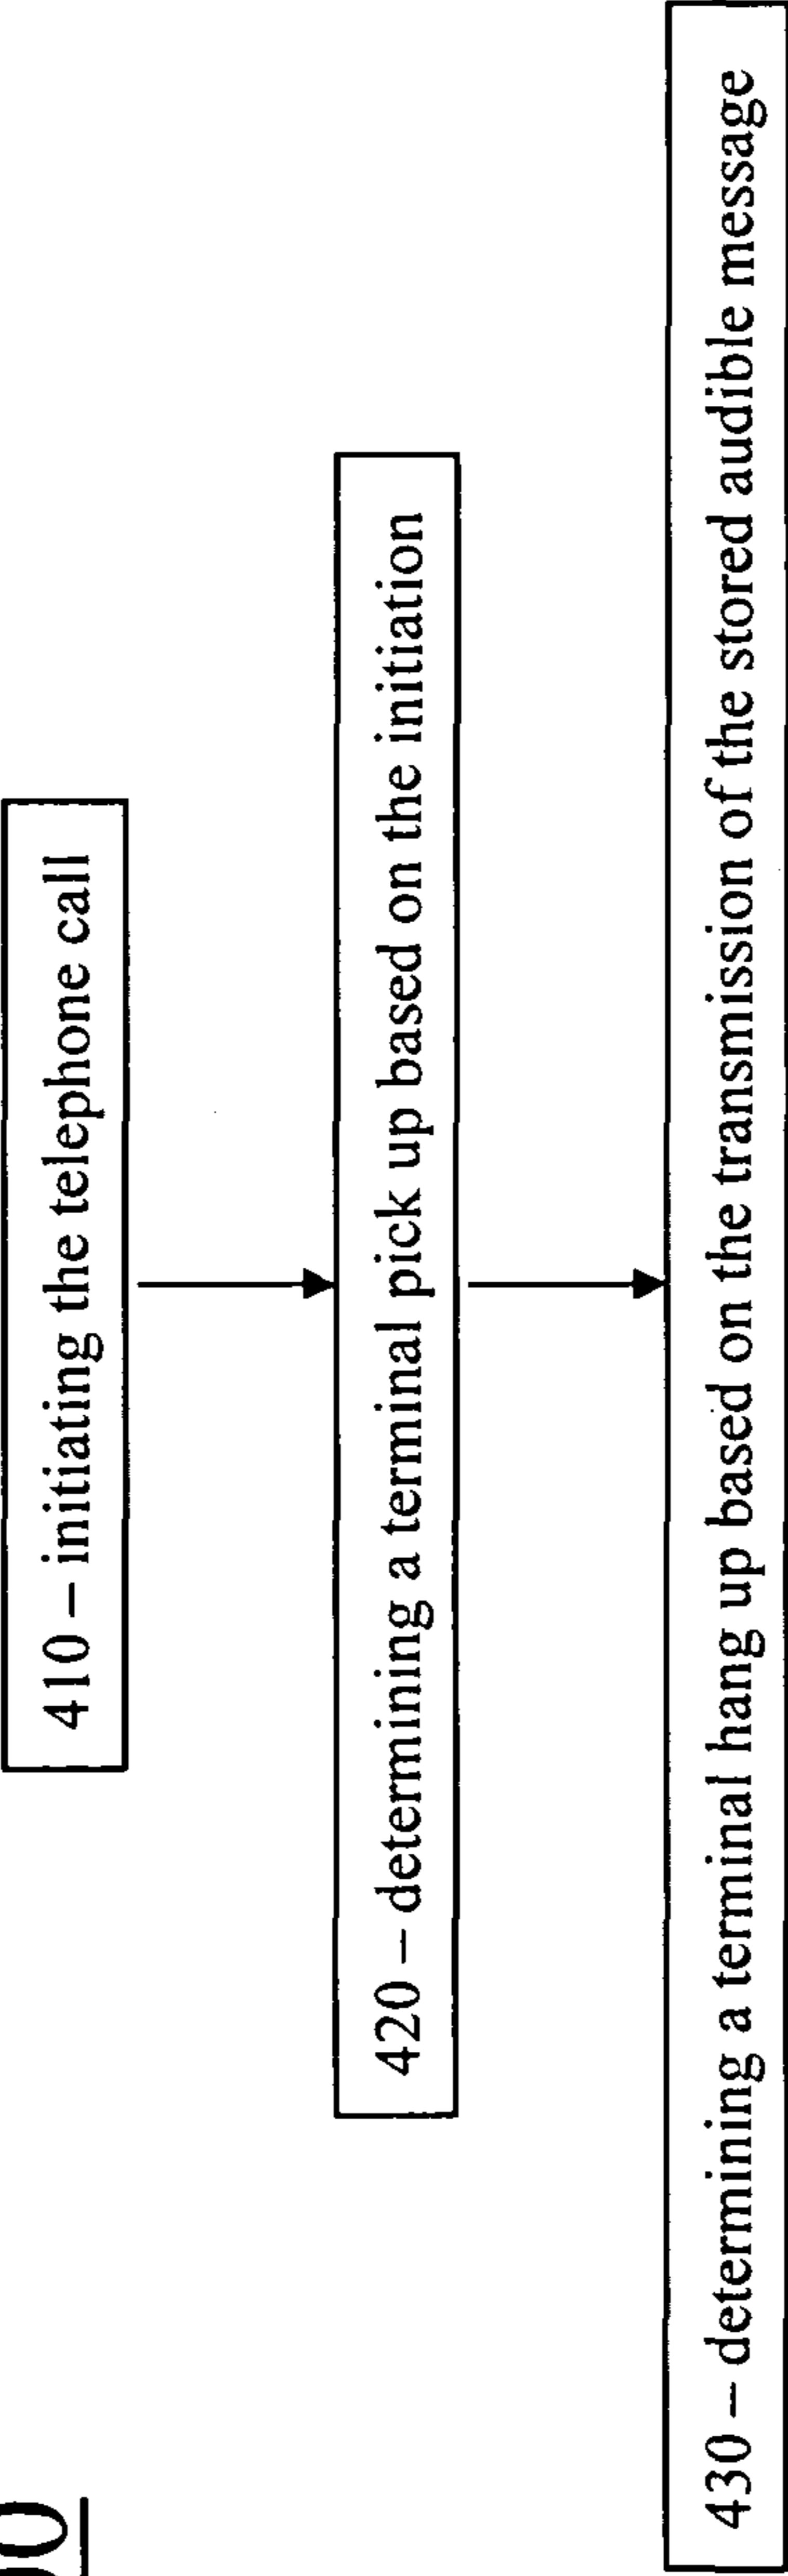 410 – initiating the telephone call
420 – determining a terminal pick up based on the initiation
430 – determining a terminal hang up based on the transmission of the stored audible message